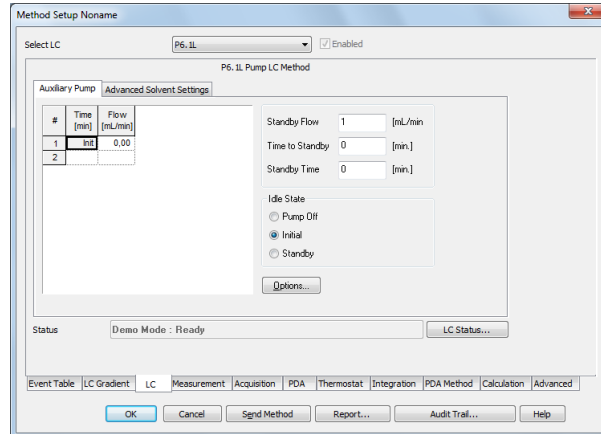 Method Setup Noname
Select LC P6.1L Enabled
P6.1L Pump LC Method
Auxiliary Pump Advanced Solvent Settings
# Time [min] Flow [mL/min]
1 Init 0,00
2
Standby Flow 1 [mL/min
Time to Standby 0 [min.]
Standby Time 0 [min.]
Idle State
Pump Off
Initial
Standby
Options...
Status Demo Mode : Ready LC Status...
Event Table LC Gradient LC Measurement Acquisition PDA Thermostat Integration PDA Method Calculation Advanced
OK Cancel Send Method Report... Audit Trail... Help